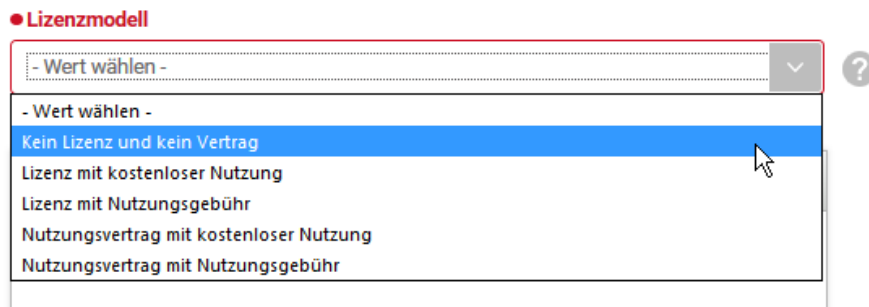 Lizenzmodell
- Wert wählen -
?
- Wert wählen -
Kein Lizenz und kein Vertrag
Lizenz mit kostenloser Nutzung
Lizenz mit Nutzungsgebühr
Nutzungsvertrag mit kostenloser Nutzung
Nutzungsvertrag mit Nutzungsgebühr